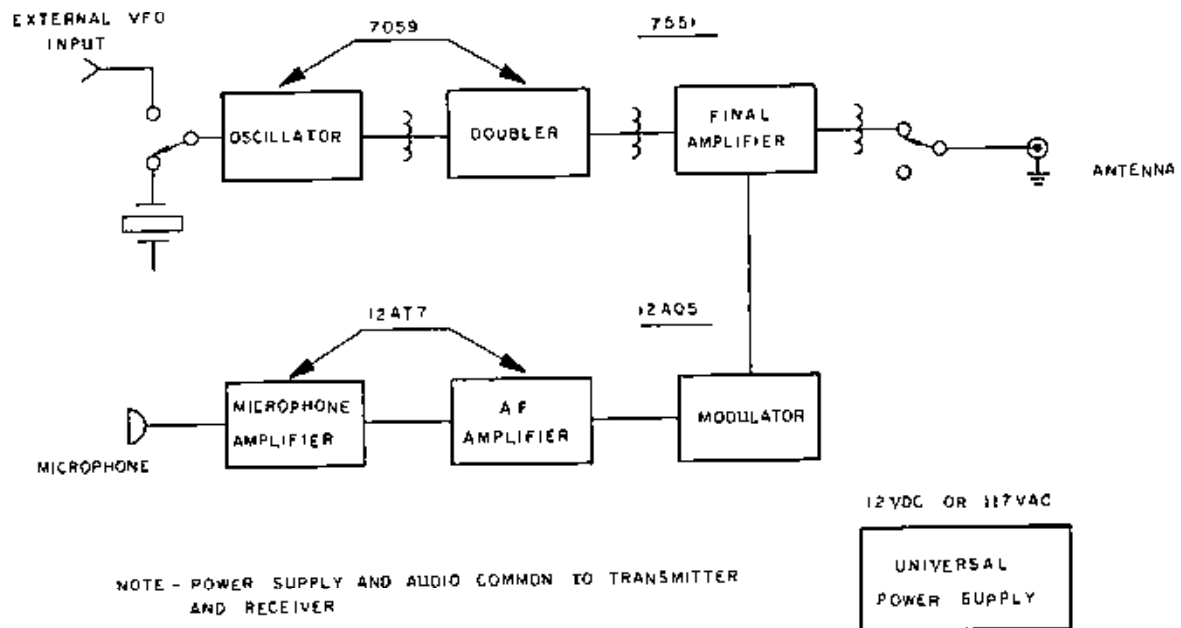 EXTERNAL VFO
INPUT
7059
7551
OSCILLATOR
DOUBLER
FINAL
AMPLIFIER
ANTENNA
12AT7
12AQ5
MICROPHONE
AMPLIFIER
A F
AMPLIFIER
MODULATOR
MICROPHONE
12VDC OR 117VAC
UNIVERSAL
POWER SUPPLY
NOTE - POWER SUPPLY AND AUDIO COMMON TO TRANSMITTER
AND RECEIVER